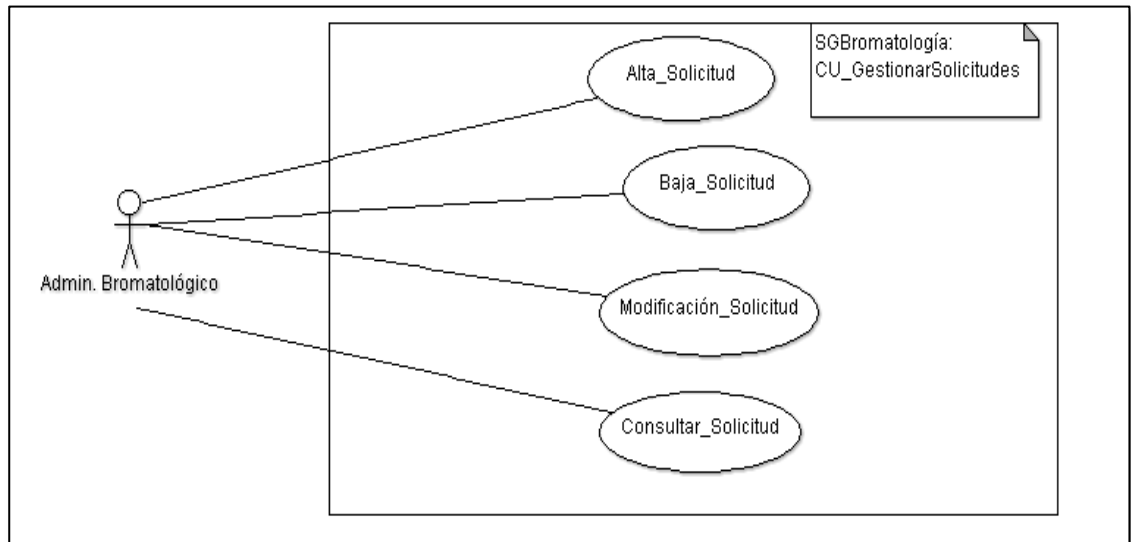 SGBromatología:
CU_GestionarSolicitudes
Alta_Solicitud
Baja_Solicitud
Admin. Bromatológico
Modificación_Solicitud
Consultar_Solicitud